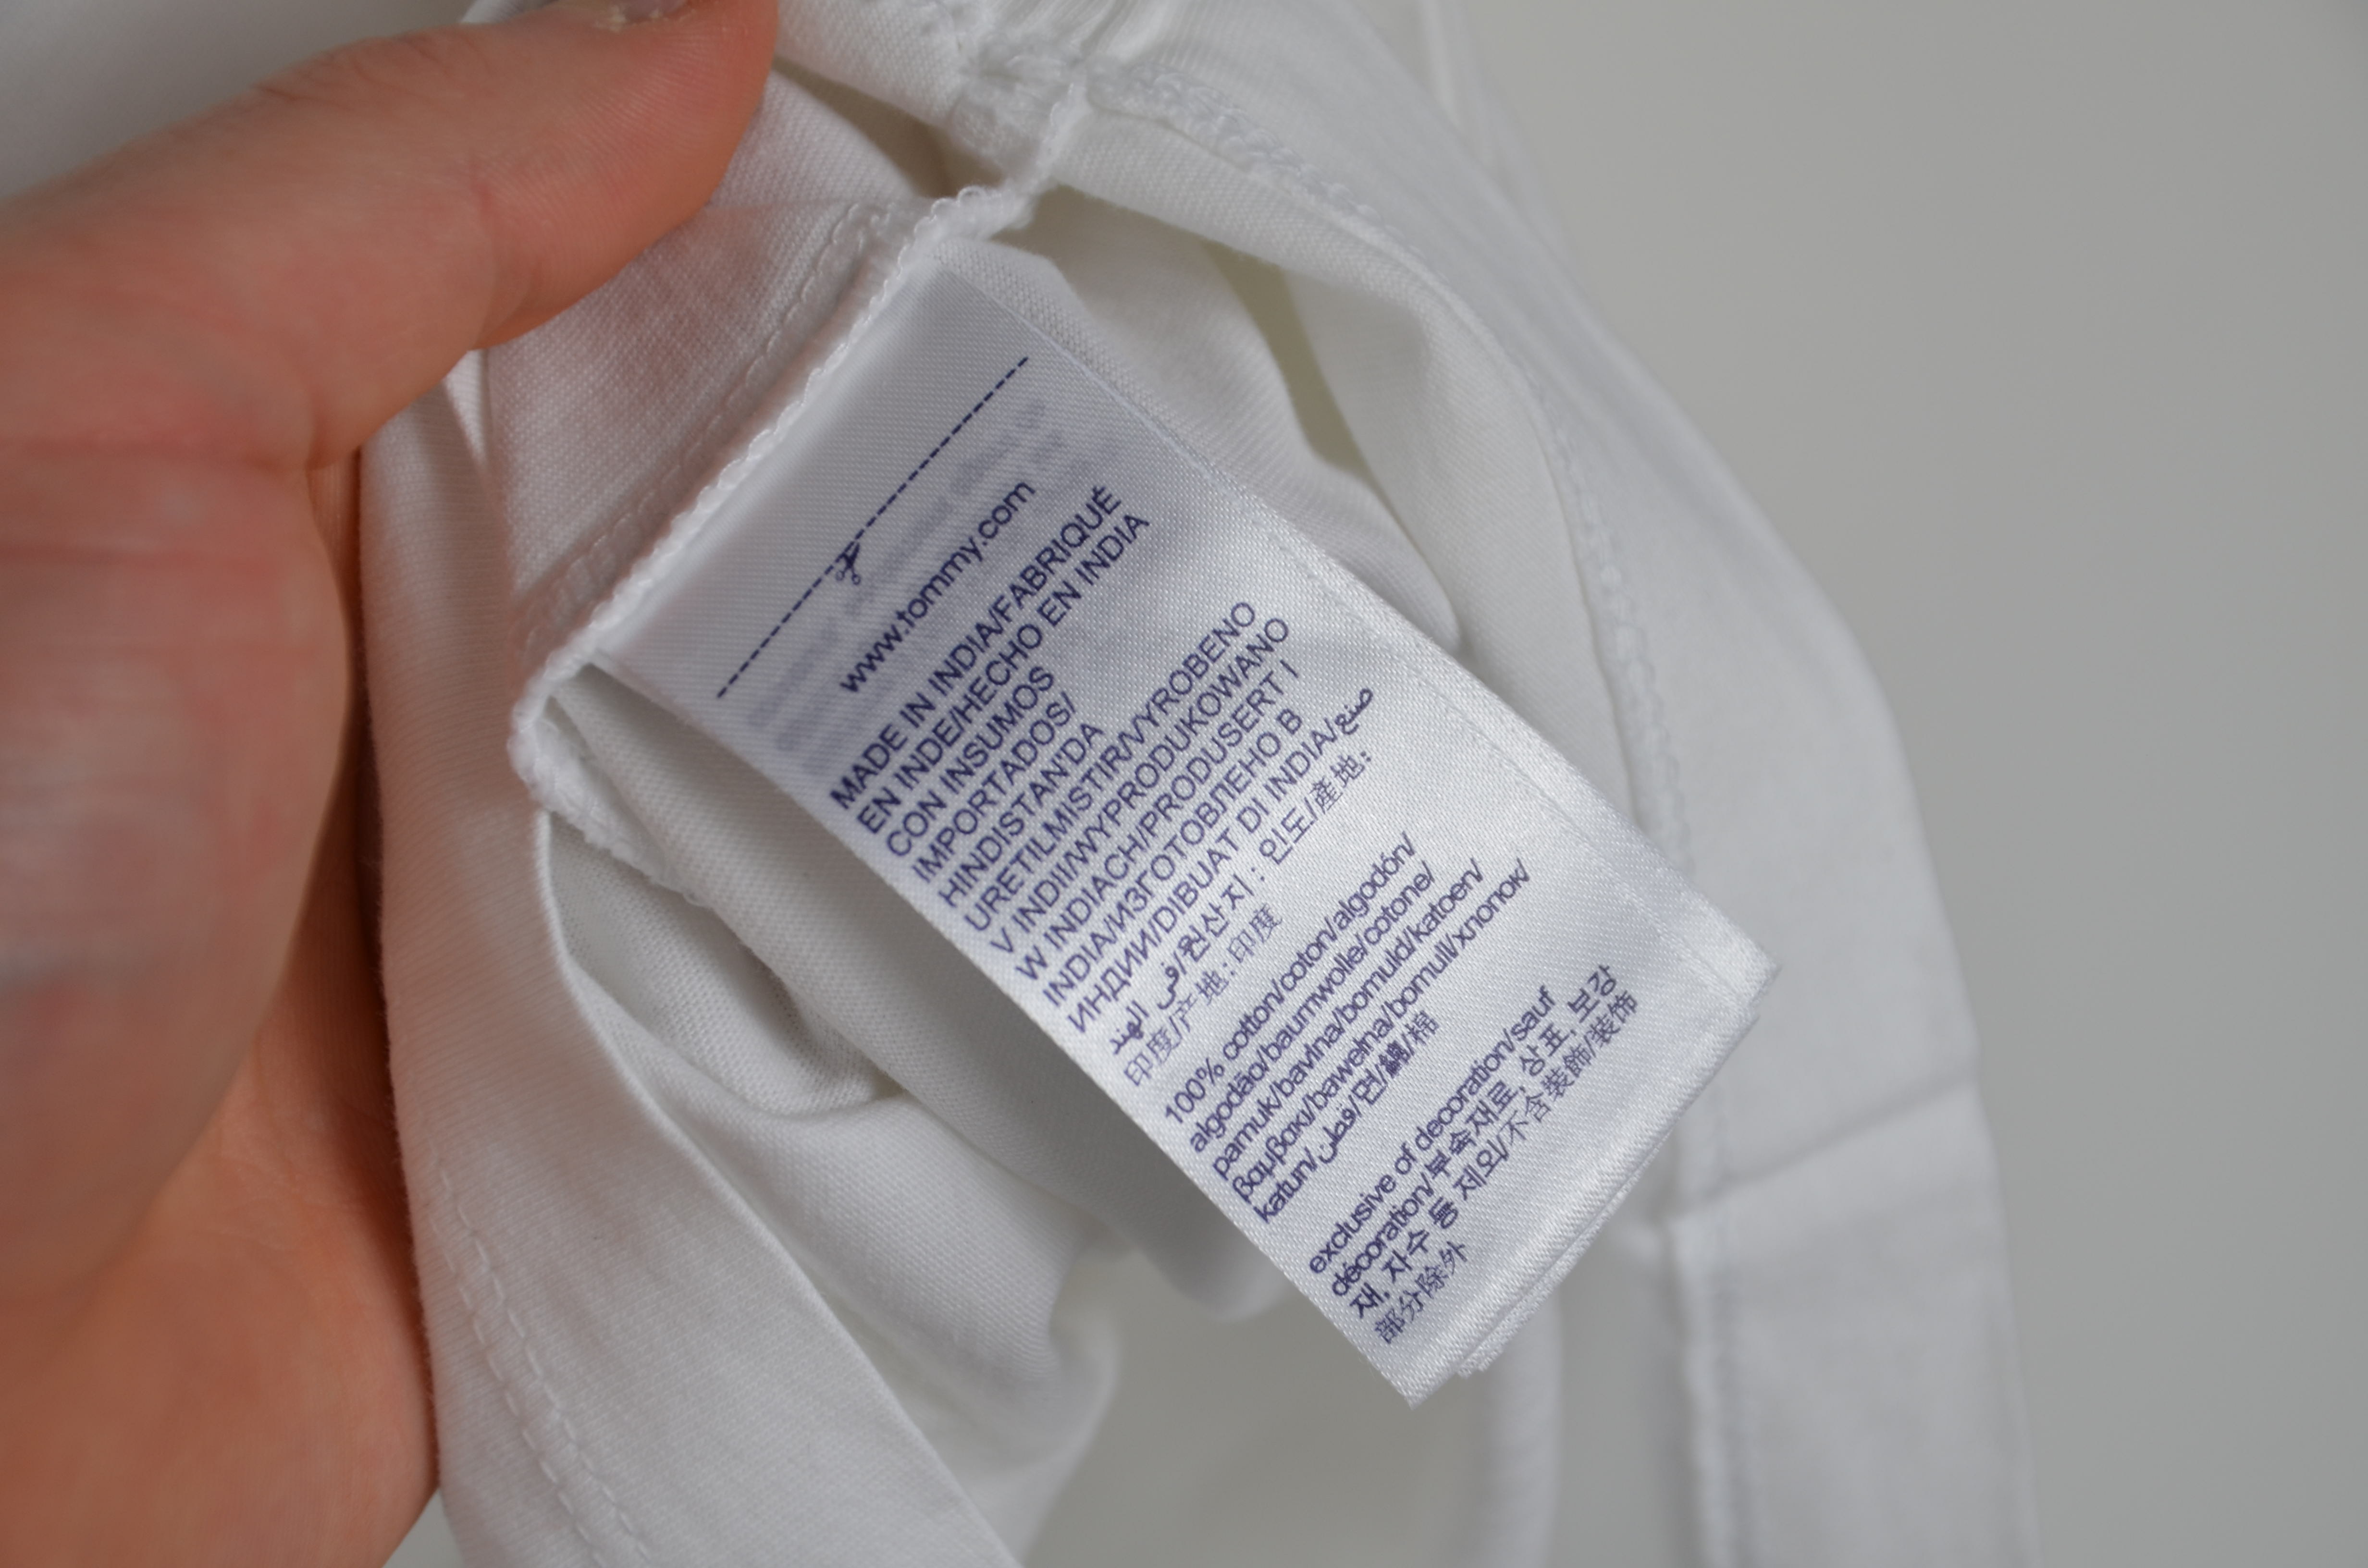 www.tommy.com
MADE IN INDIA/FABRIQUÉ
EN INDE/HECHO EN INDIA
CON INSUMOS
IMPORTADOS/
HINDISTAN'DA
URETILMISTIR/VYROBENO
V INDII/WYPRODUKOWANO
W INDIACH/PRODUSERT I
INDIA/ИЗГОТОВЛЕНО В
ИНДИИ/DIBUAT DI INDIA/صنع
في الهند/원산지 : 인도/產地:
印度/产地:印度
100% cotton/coton/algodón/
algodão/baumwolle/cotone/
pamuk/bavlna/bomuld/katoen/
βαμβακι/bawełna/bomull/хлопок/
katun/قطن/면/綿/棉
exclusive of decoration/sauf
décoration/부속재료, 상표, 보강
재, 자수 등 제외/不含裝飾/装饰
部分除外